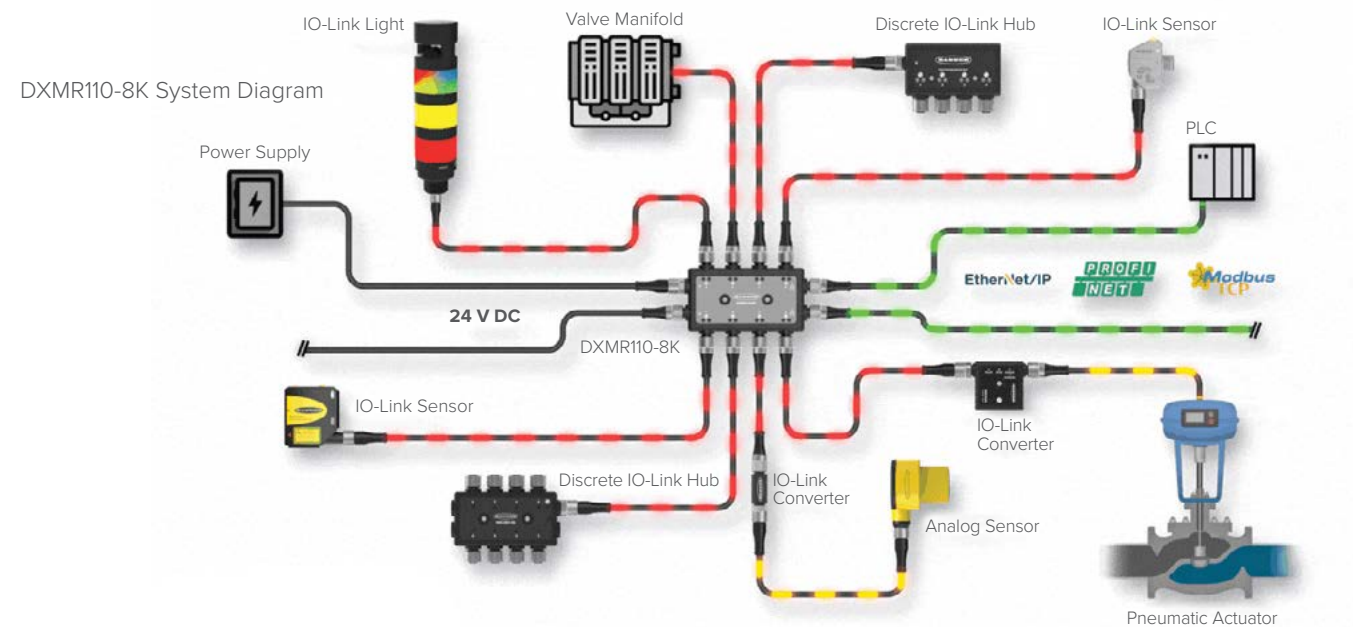 IO-Link Light
Valve Manifold
Discrete IO-Link Hub
IO-Link Sensor
DXMR110-8K System Diagram
PLC
Power Supply
BANNER
EtherNet/IP
PROFI
NET
Modbus
TCP
24 V DC
DXMR110-8K
IO-Link Sensor
IO-Link
Converter
Discrete IO-Link Hub
IO-Link
Converter
Analog Sensor
Pneumatic Actuator